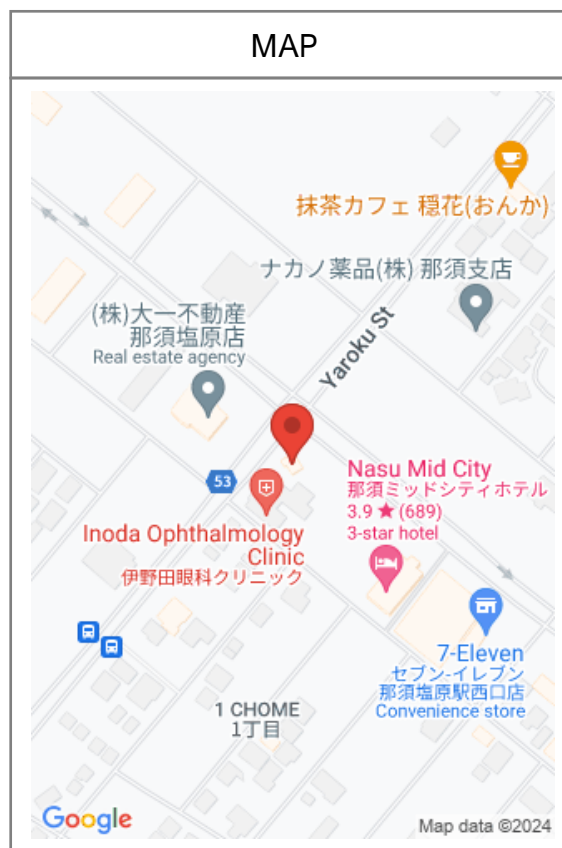 MAP
抹茶カフェ 穏花(おんか)
ナカノ薬品(株) 那須支店
(株)大一不動産
那須塩原店
Real estate agency
Yaroku St
53
Nasu Mid City
那須ミッドシティホテル
3.9 ★ (689)
3-star hotel
Inoda Ophthalmology
Clinic
伊野田眼科クリニック
7-Eleven
セブン-イレブン
那須塩原駅西口店
Convenience store
1 CHOME
1丁目
Google
Map data ©2024